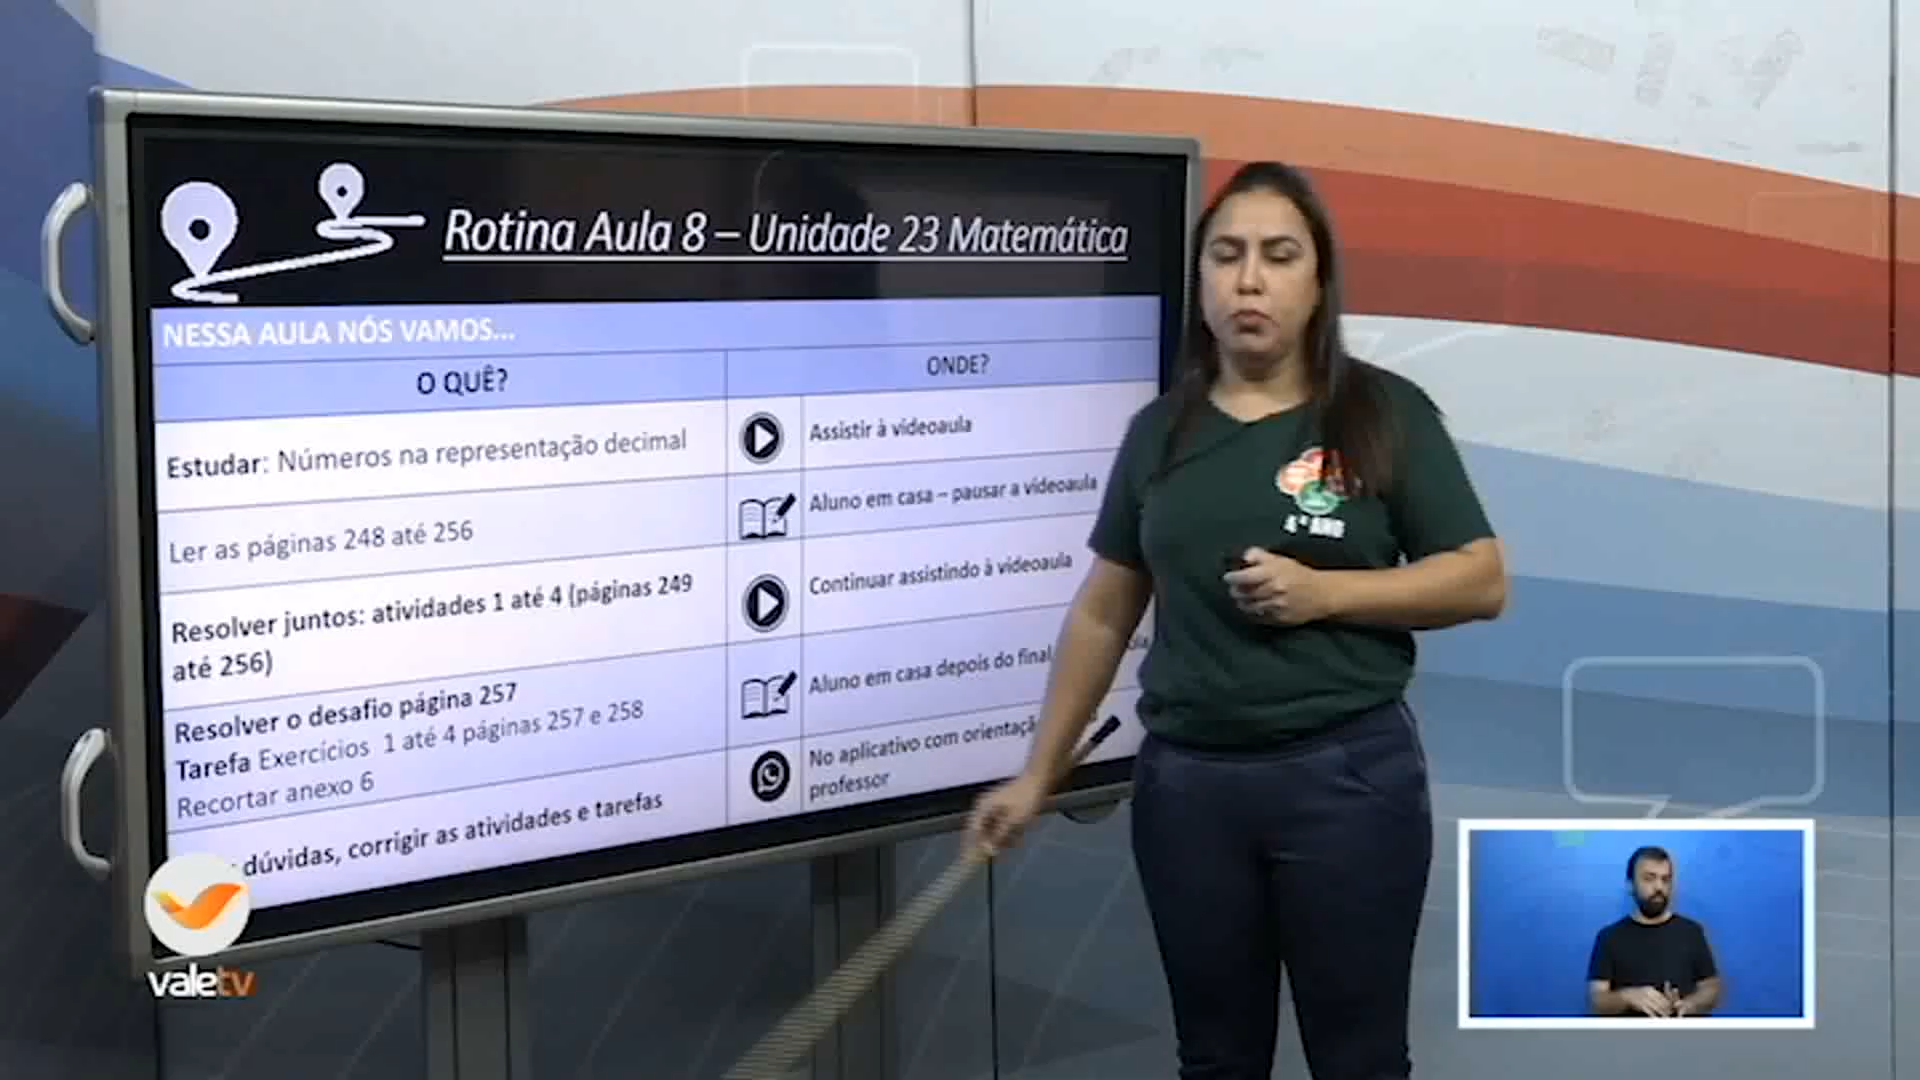 Rotina Aula 8 – Unidade 23 Matemática
NESSA AULA NÓS VAMOS...
O QUÊ?
ONDE?
Estudar: Números na representação decimal
Assistir à videoaula
Ler as páginas 248 até 256
Aluno em casa – pausar a videoaula
Resolver juntos: atividades 1 até 4 (páginas 249
até 256)
Continuar assistindo à videoaula
Resolver o desafio página 257
Tarefa Exercícios 1 até 4 páginas 257 e 258
Recortar anexo 6
Aluno em casa depois do final
dúvidas, corrigir as atividades e tarefas
No aplicativo com
professor
4º ANO
valetv